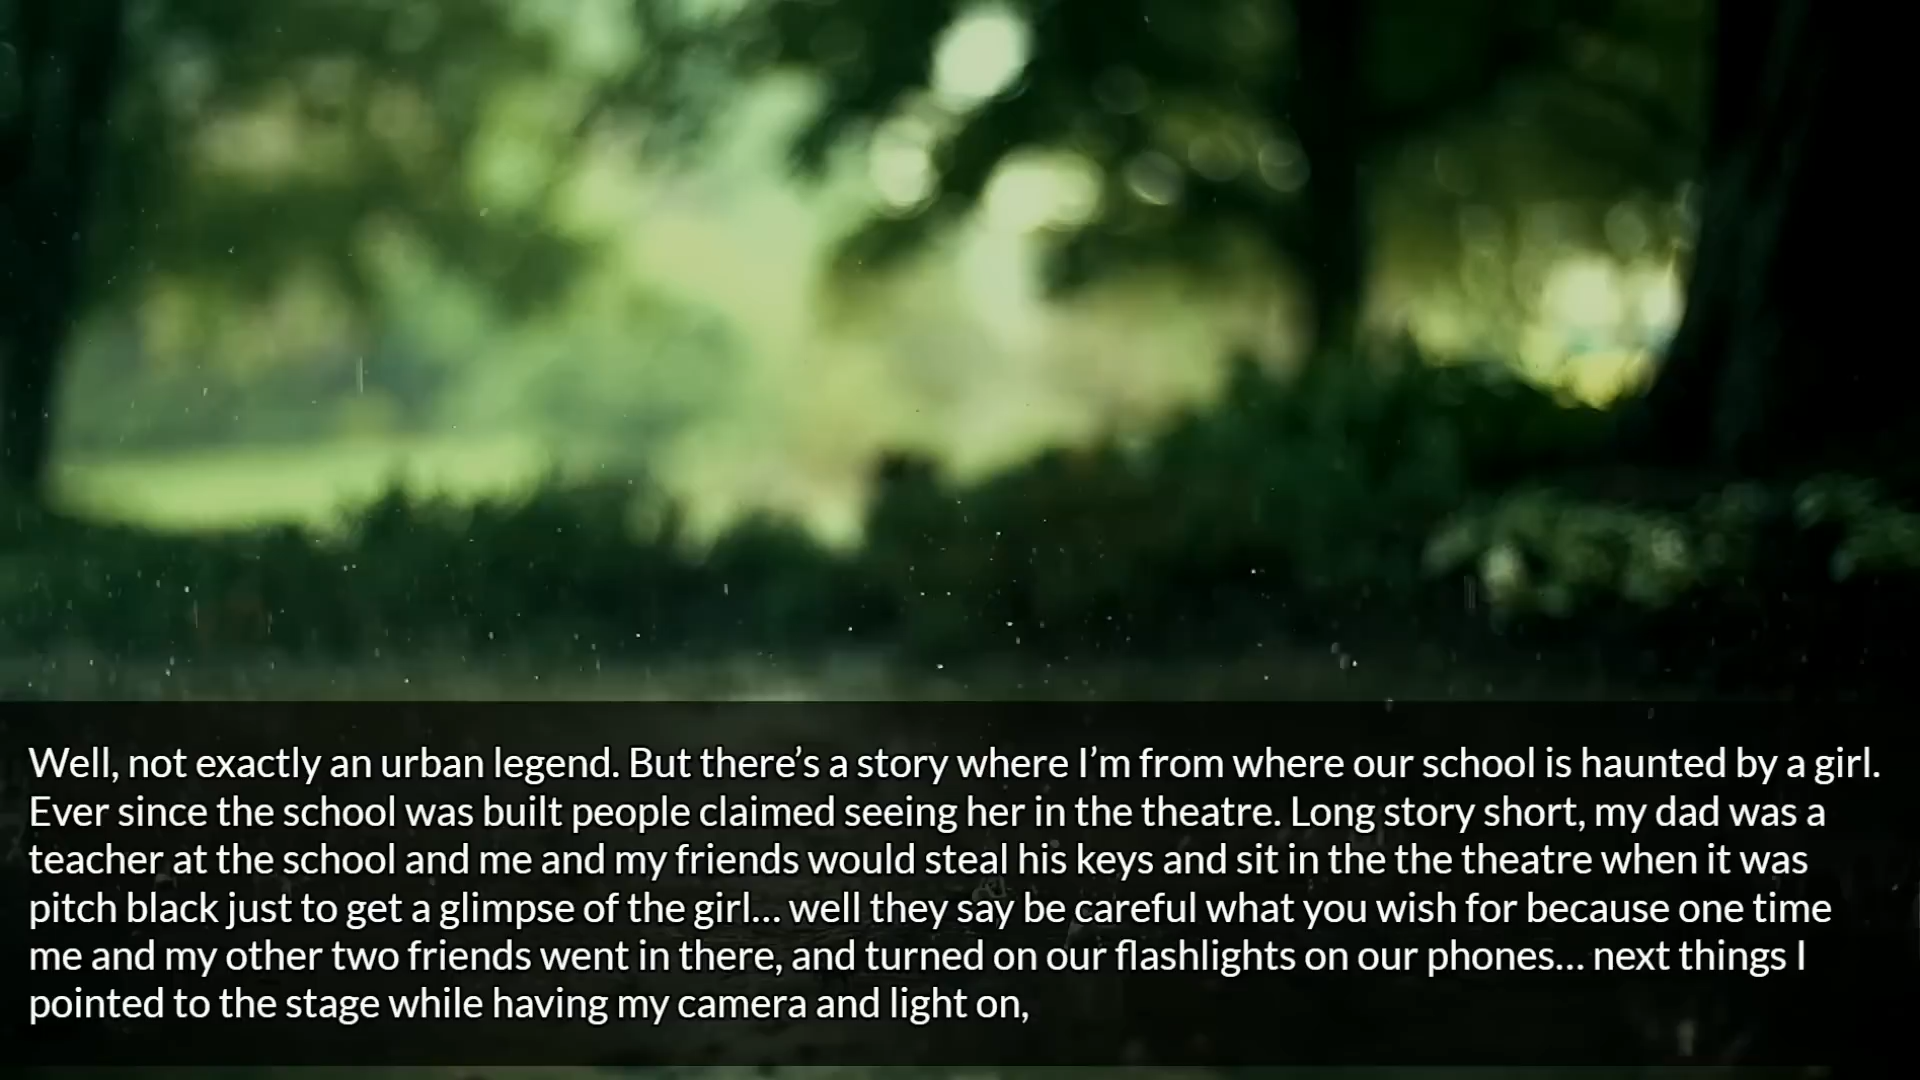 Well, not exactly an urban legend. But there’s a story where I’m from where our school is haunted by a girl.
Ever since the school was built people claimed seeing her in the theatre. Long story short, my dad was a
teacher at the school and me and my friends would steal his keys and sit in the the theatre when it was
pitch black just to get a glimpse of the girl... well they say be careful what you wish for because one time
me and my other two friends went in there, and turned on our flashlights on our phones... next things I
pointed to the stage while having my camera and light on,